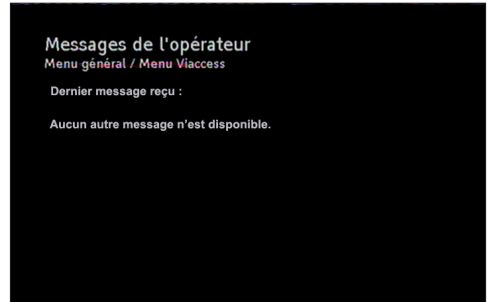 Messages de l'opérateur
Menu général / Menu Viaccess
Dernier message reçu :
Aucun autre message n'est disponible.